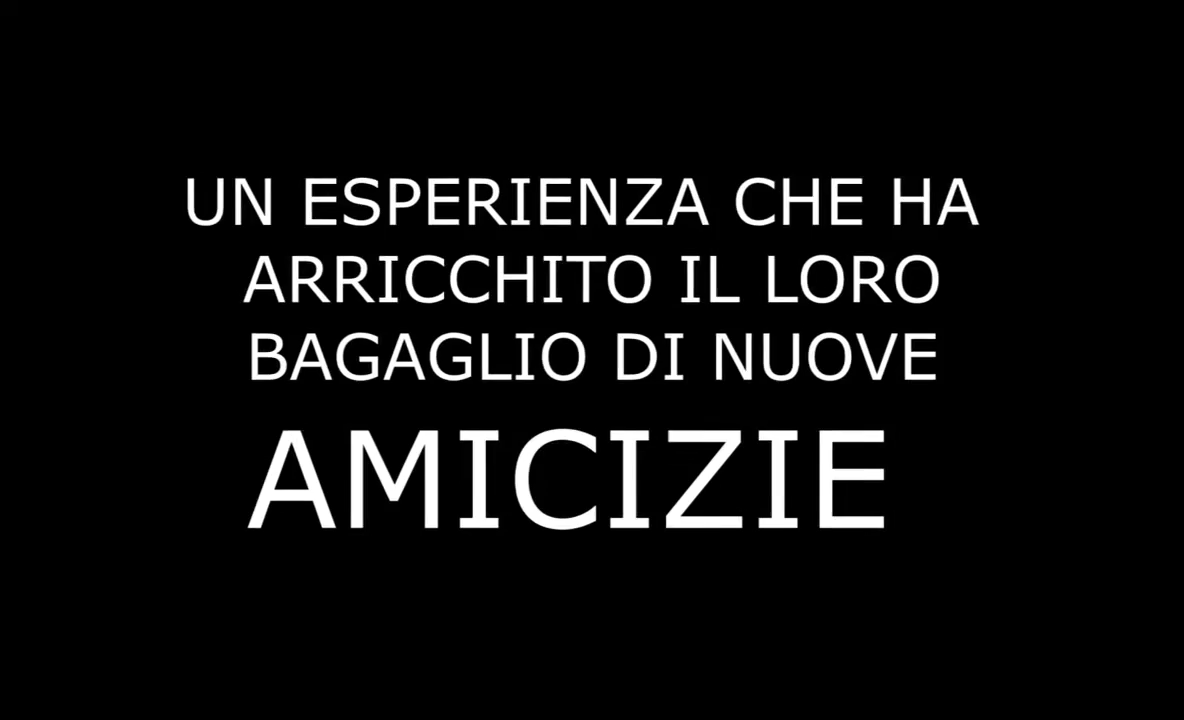 UN ESPERIENZA CHE HA
ARRICCHITO IL LORO
BAGAGLIO DI NUOVE
AMICIZIE